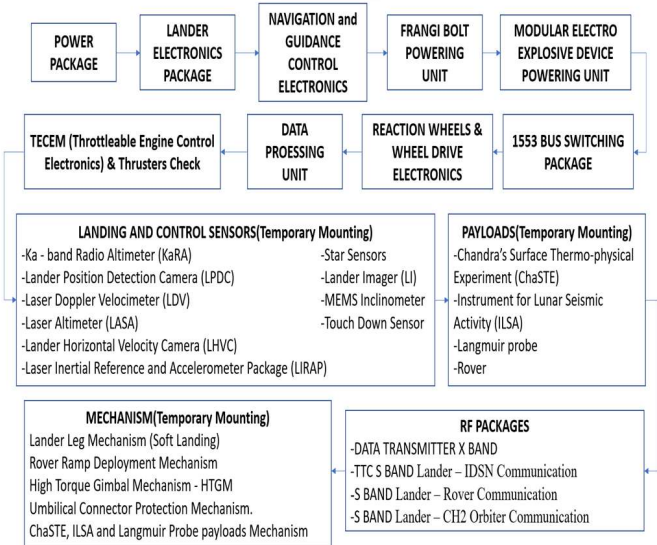 POWER
PACKAGE
LANDER
ELECTRONICS
PACKAGE
NAVIGATION and
GUIDANCE
CONTROL
ELECTRONICS
FRANGI BOLT
POWERING
UNIT
MODULAR ELECTRO
EXPLOSIVE DEVICE
POWERING UNIT
1553 BUS SWITCHING
PACKAGE
REACTION WHEELS &
WHEEL DRIVE
ELECTRONICS
DATA
PROESSING
UNIT
TECEM (Throttleable Engine Control
Electronics) & Thrusters Check
LANDING AND CONTROL SENSORS(Temporary Mounting)
-Ka - band Radio Altimeter (KaRA)
-Lander Position Detection Camera (LPDC)
-Laser Doppler Velocimeter (LDV)
-Laser Altimeter (LASA)
-Lander Horizontal Velocity Camera (LHVC)
-Laser Inertial Reference and Accelerometer Package (LIRAP)
-Star Sensors
-Lander Imager (LI)
-MEMS Inclinometer
-Touch Down Sensor
PAYLOADS(Temporary Mounting)
-Chandra's Surface Thermo-physical
Experiment (ChaSTE)
-Instrument for Lunar Seismic
Activity (ILSA)
-Langmuir probe
-Rover
RF PACKAGES
-DATA TRANSMITTER X BAND
-TTC S BAND Lander – IDSN Communication
-S BAND Lander – Rover Communication
-S BAND Lander – CH2 Orbiter Communication
MECHANISM(Temporary Mounting)
Lander Leg Mechanism (Soft Landing)
Rover Ramp Deployment Mechanism
High Torque Gimbal Mechanism - HTGM
Umbilical Connector Protection Mechanism.
ChaSTE, ILSA and Langmuir Probe payloads Mechanism